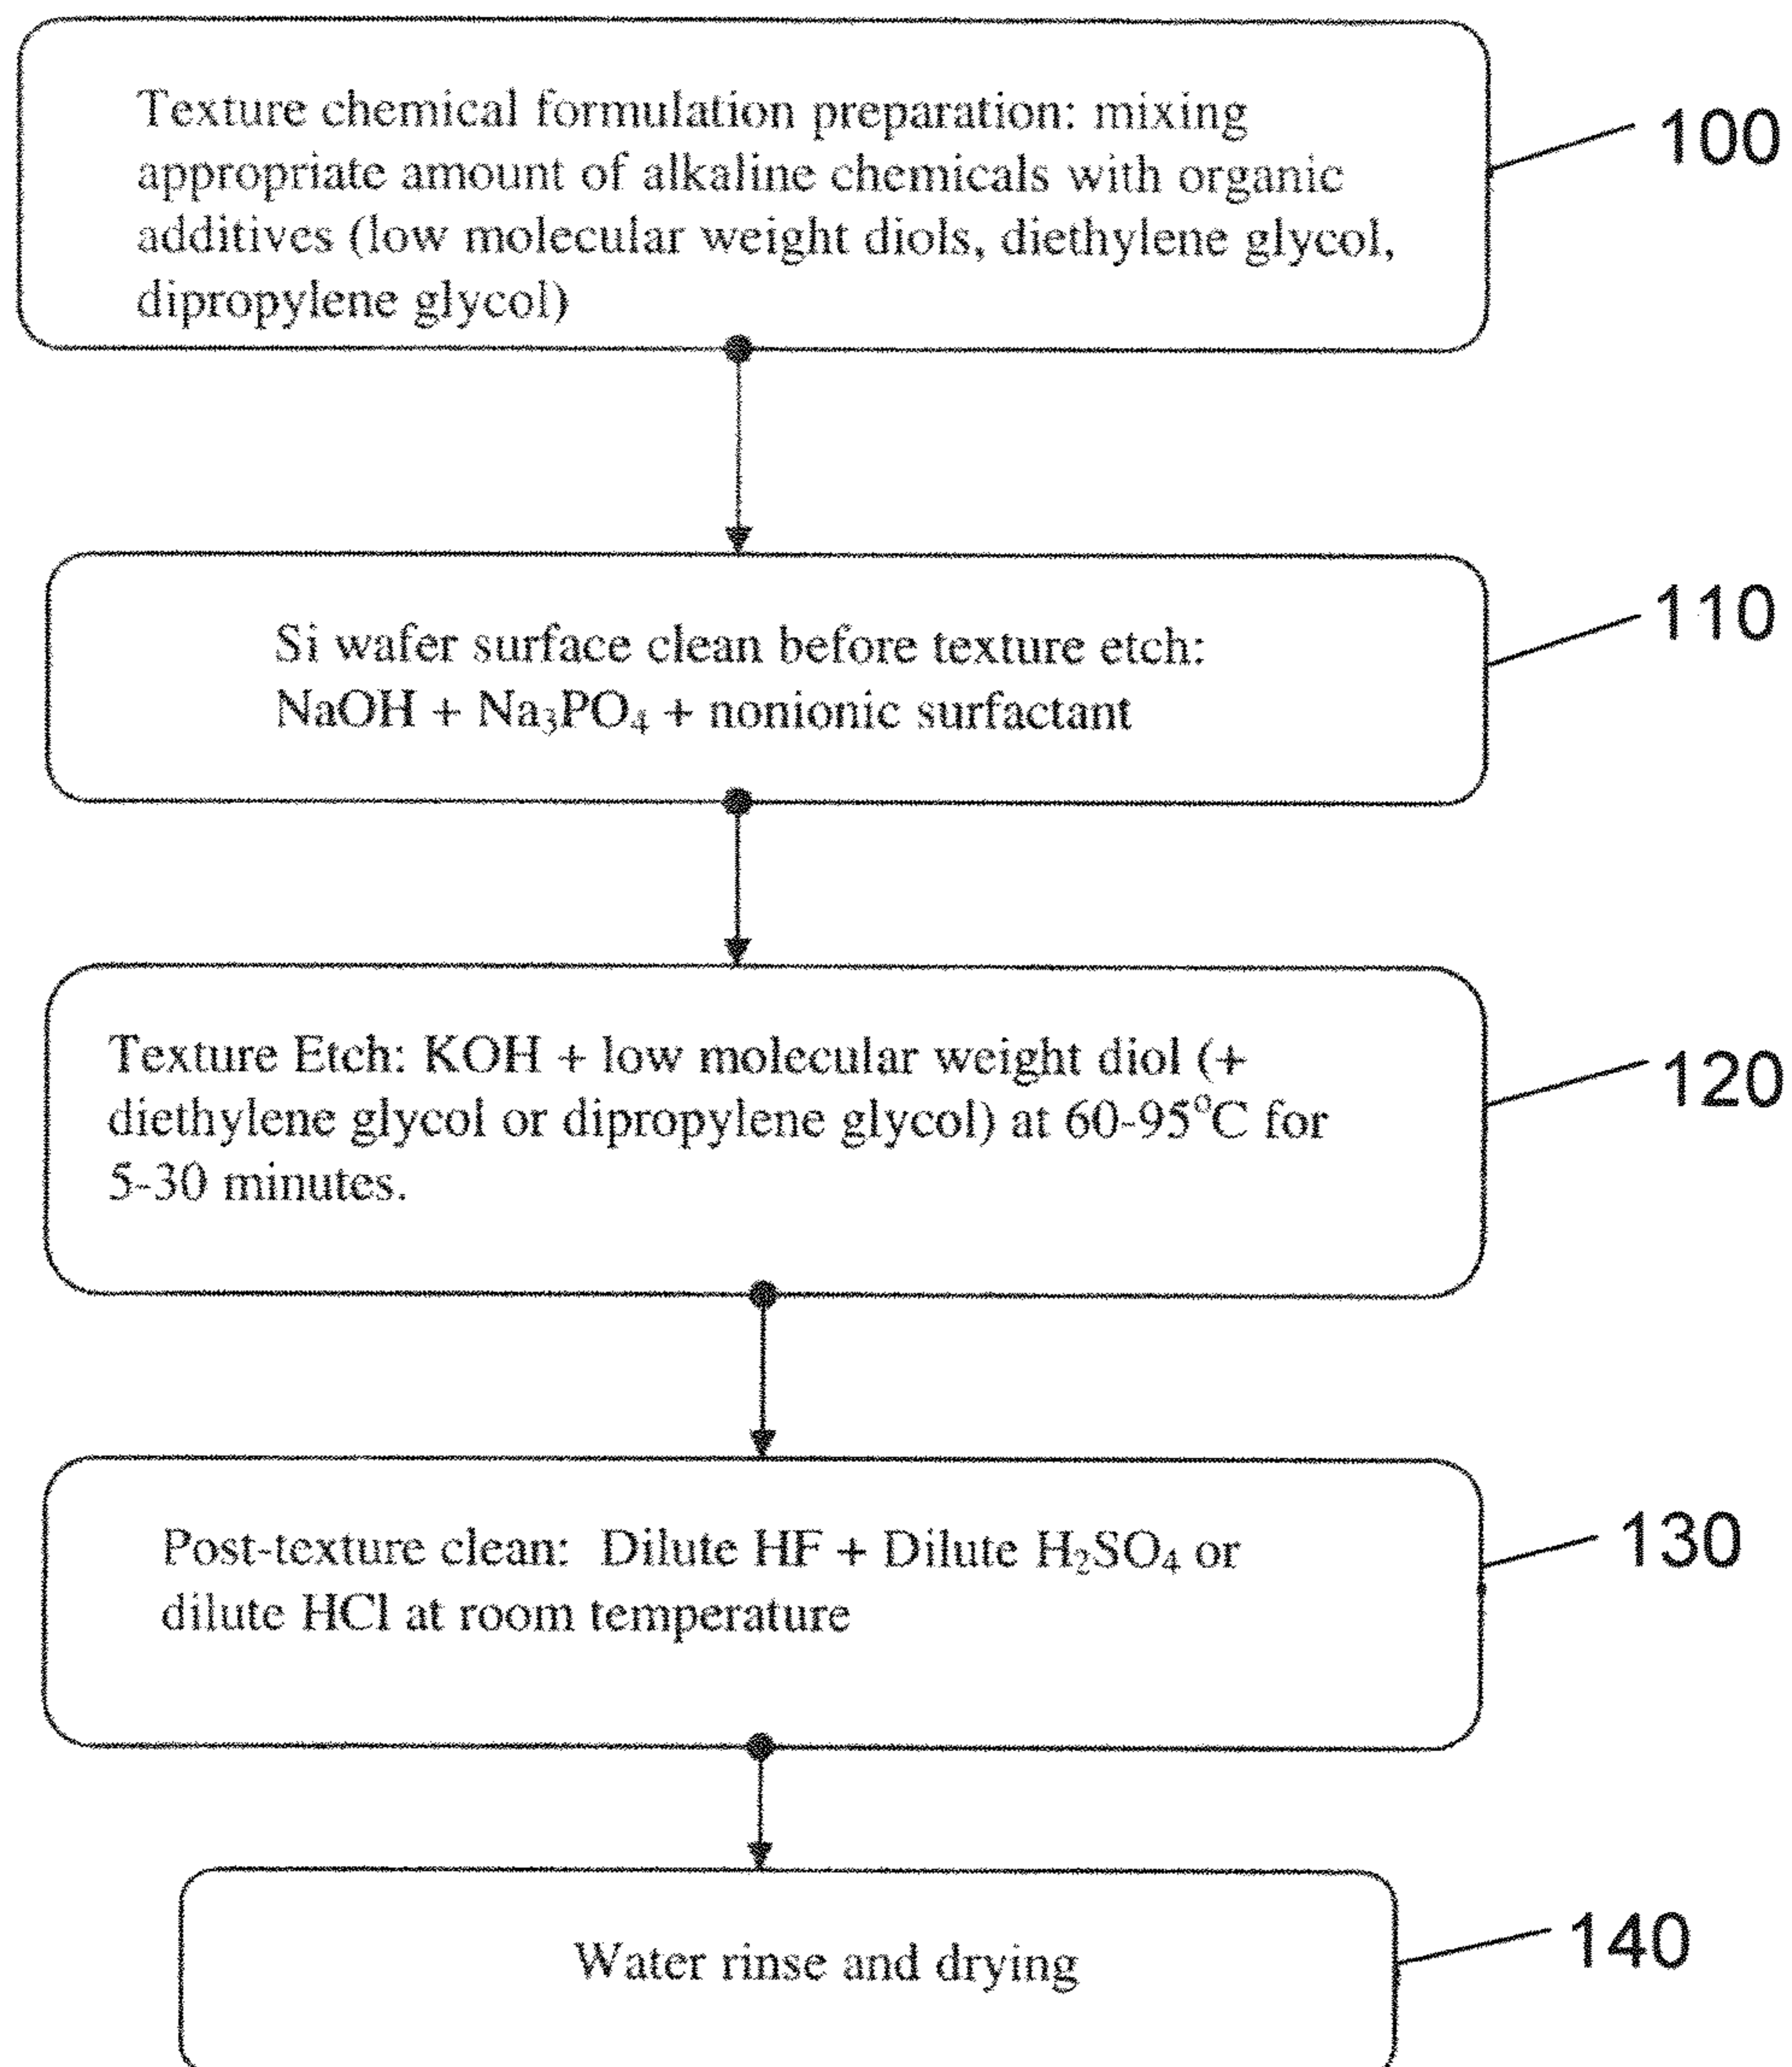 Texture chemical formulation preparation: mixing
appropriate amount of alkaline chemicals with organic
additives (low molecular weight diols, diethylene glycol,
dipropylene glycol)
100
Si wafer surface clean before texture etch:
NaOH + Na₃PO₄ + nonionic surfactant
110
Texture Etch: KOH + low molecular weight diol (+
diethylene glycol or dipropylene glycol) at 60-95°C for
5-30 minutes.
120
Post-texture clean: Dilute HF + Dilute H₂SO₄ or
dilute HCl at room temperature
130
Water rinse and drying
140